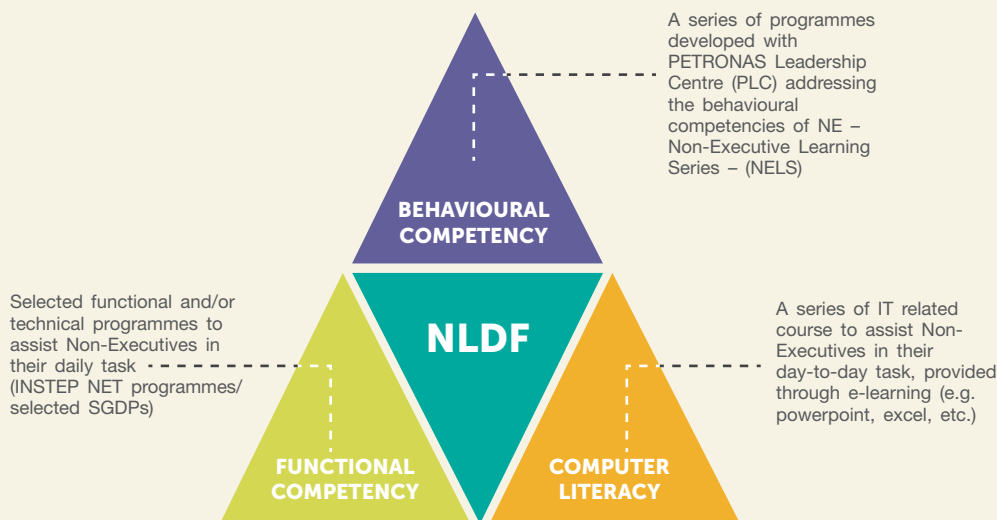 A series of programmes
developed with
PETRONAS Leadership
Centre (PLC) addressing
the behavioural
competencies of NE –
Non-Executive Learning
Series – (NELS)
BEHAVIOURAL
COMPETENCY
Selected functional and/or
technical programmes to
assist Non-Executives in
their daily task
(INSTEP NET programmes/
selected SGDPs)
NLDF
A series of IT related
course to assist Non-
Executives in their
day-to-day task, provided
through e-learning (e.g.
powerpoint, excel, etc.)
FUNCTIONAL
COMPETENCY
COMPUTER
LITERACY